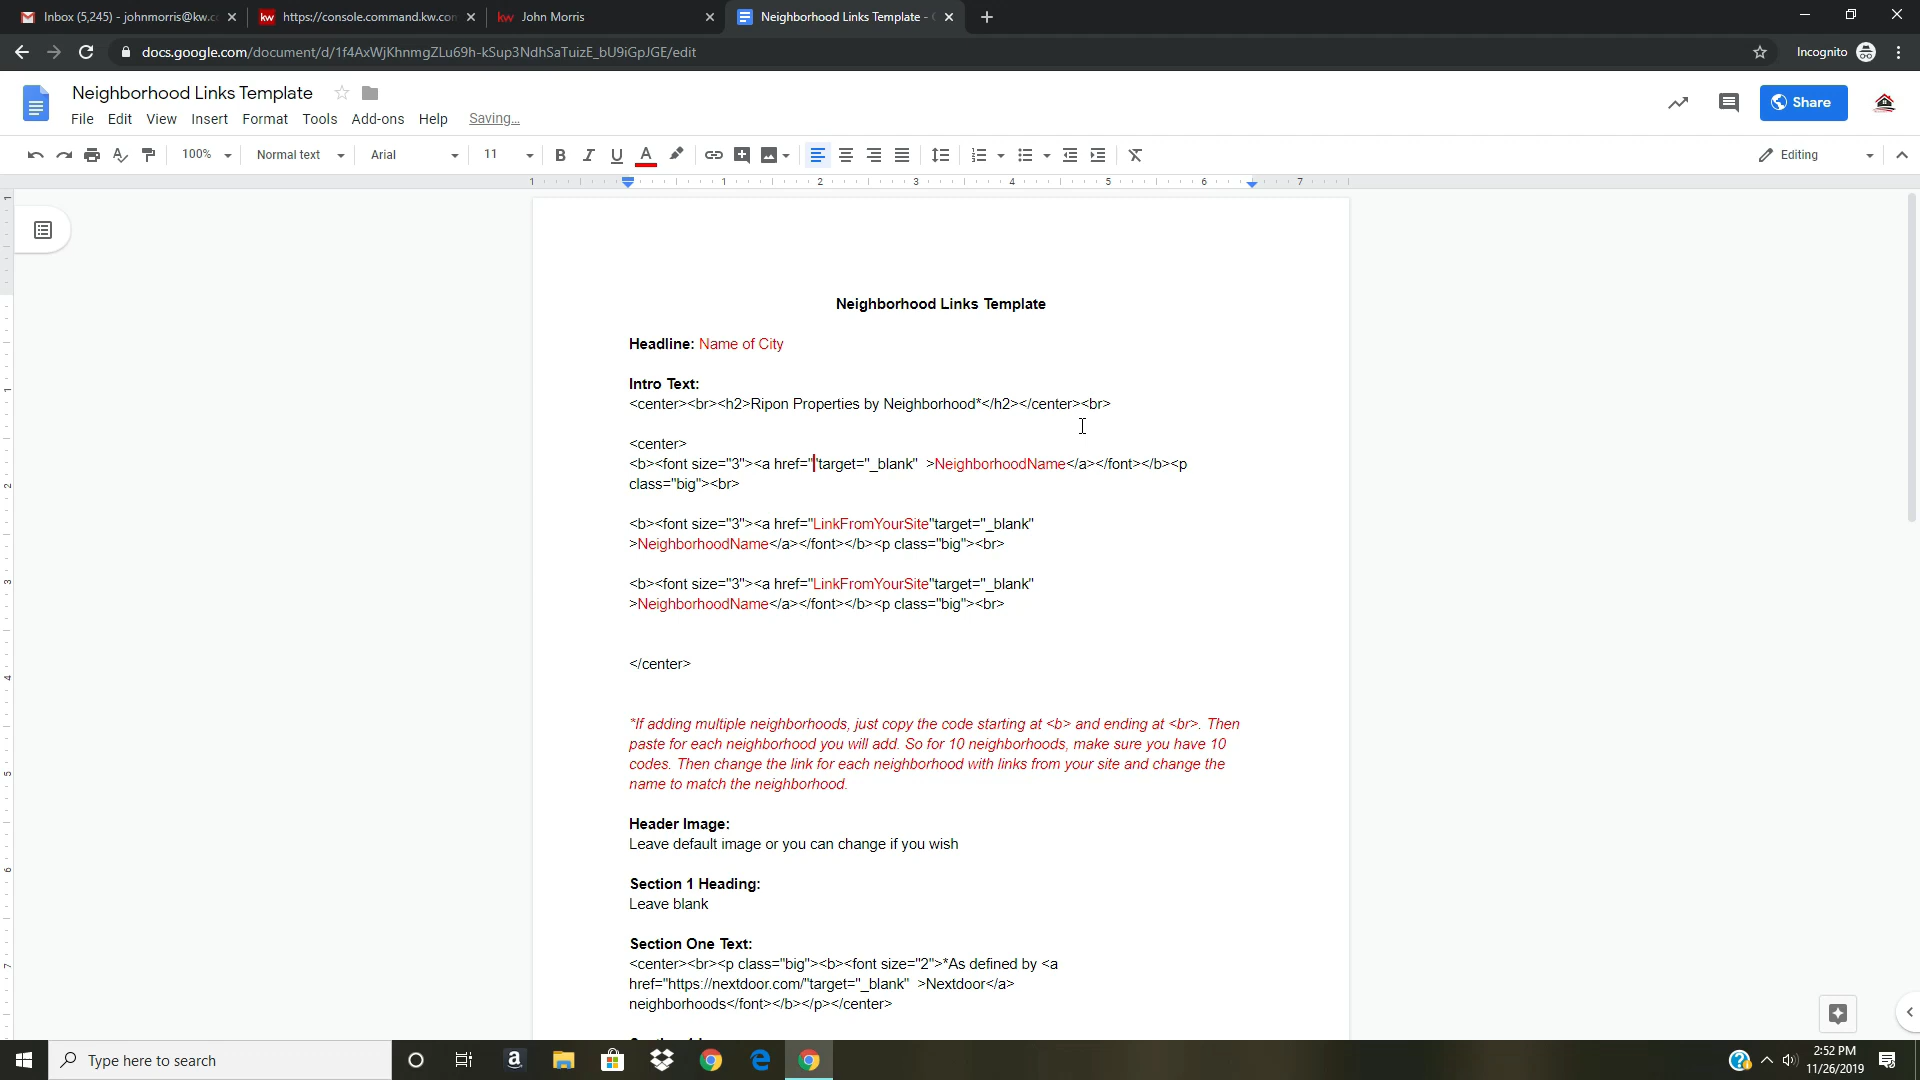 Inbox (5,245) - johnmorris@kw.c
https://console.command.kw.con
kw John Morris
Neighborhood Links Template -
docs.google.com/document/d/1f4AxWjKhnmgZLu69h-kSup3NdhSaTuizE_bU9iGpJGE/edit
Incognito
Neighborhood Links Template
Share
File Edit View Insert Format Tools Add-ons Help Saving...
100% Normal text Arial 11 B I U A Editing
1 1 2 3 4 5 6 7
Neighborhood Links Template
Headline: Name of City
Intro Text:
<center><br><h2>Ripon Properties by Neighborhood*</h2></center><br>
<center>
<b><font size="3"><a href=""target="_blank" >NeighborhoodName</a></font></b><p
class="big"><br>
<b><font size="3"><a href="LinkFromYourSite"target="_blank"
>NeighborhoodName</a></font></b><p class="big"><br>
<b><font size="3"><a href="LinkFromYourSite"target="_blank"
>NeighborhoodName</a></font></b><p class="big"><br>
</center>
*If adding multiple neighborhoods, just copy the code starting at <b> and ending at <br>. Then
paste for each neighborhood you will add. So for 10 neighborhoods, make sure you have 10
codes. Then change the link for each neighborhood with links from your site and change the
name to match the neighborhood.
Header Image:
Leave default image or you can change if you wish
Section 1 Heading:
Leave blank
Section One Text:
<center><br><p class="big"><b><font size="2">*As defined by <a
href="https://nextdoor.com/"target="_blank" >Nextdoor</a>
neighborhoods</font></b></p></center>
Type here to search
2:52 PM
11/26/2019